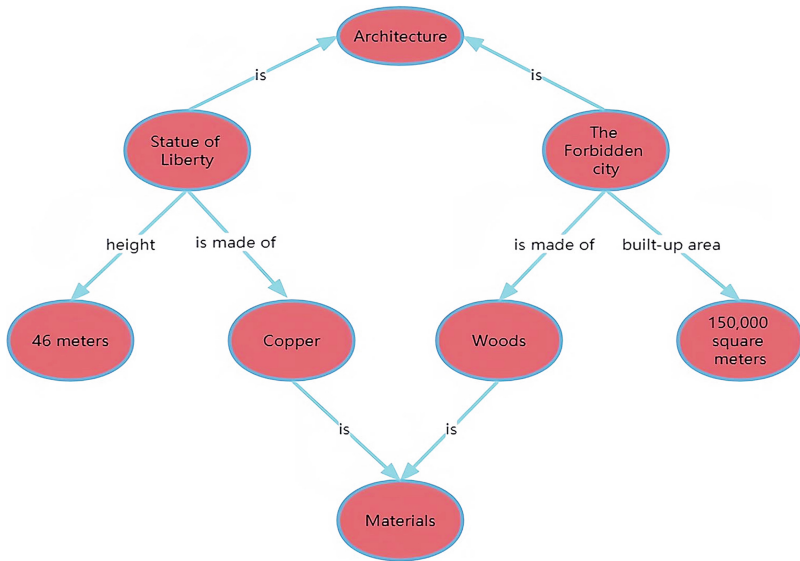 Architecture
is
is
Statue of
Liberty
The
Forbidden
city
height
is made of
is made of
built-up area
46 meters
Copper
Woods
150,000
square
meters
is
is
Materials